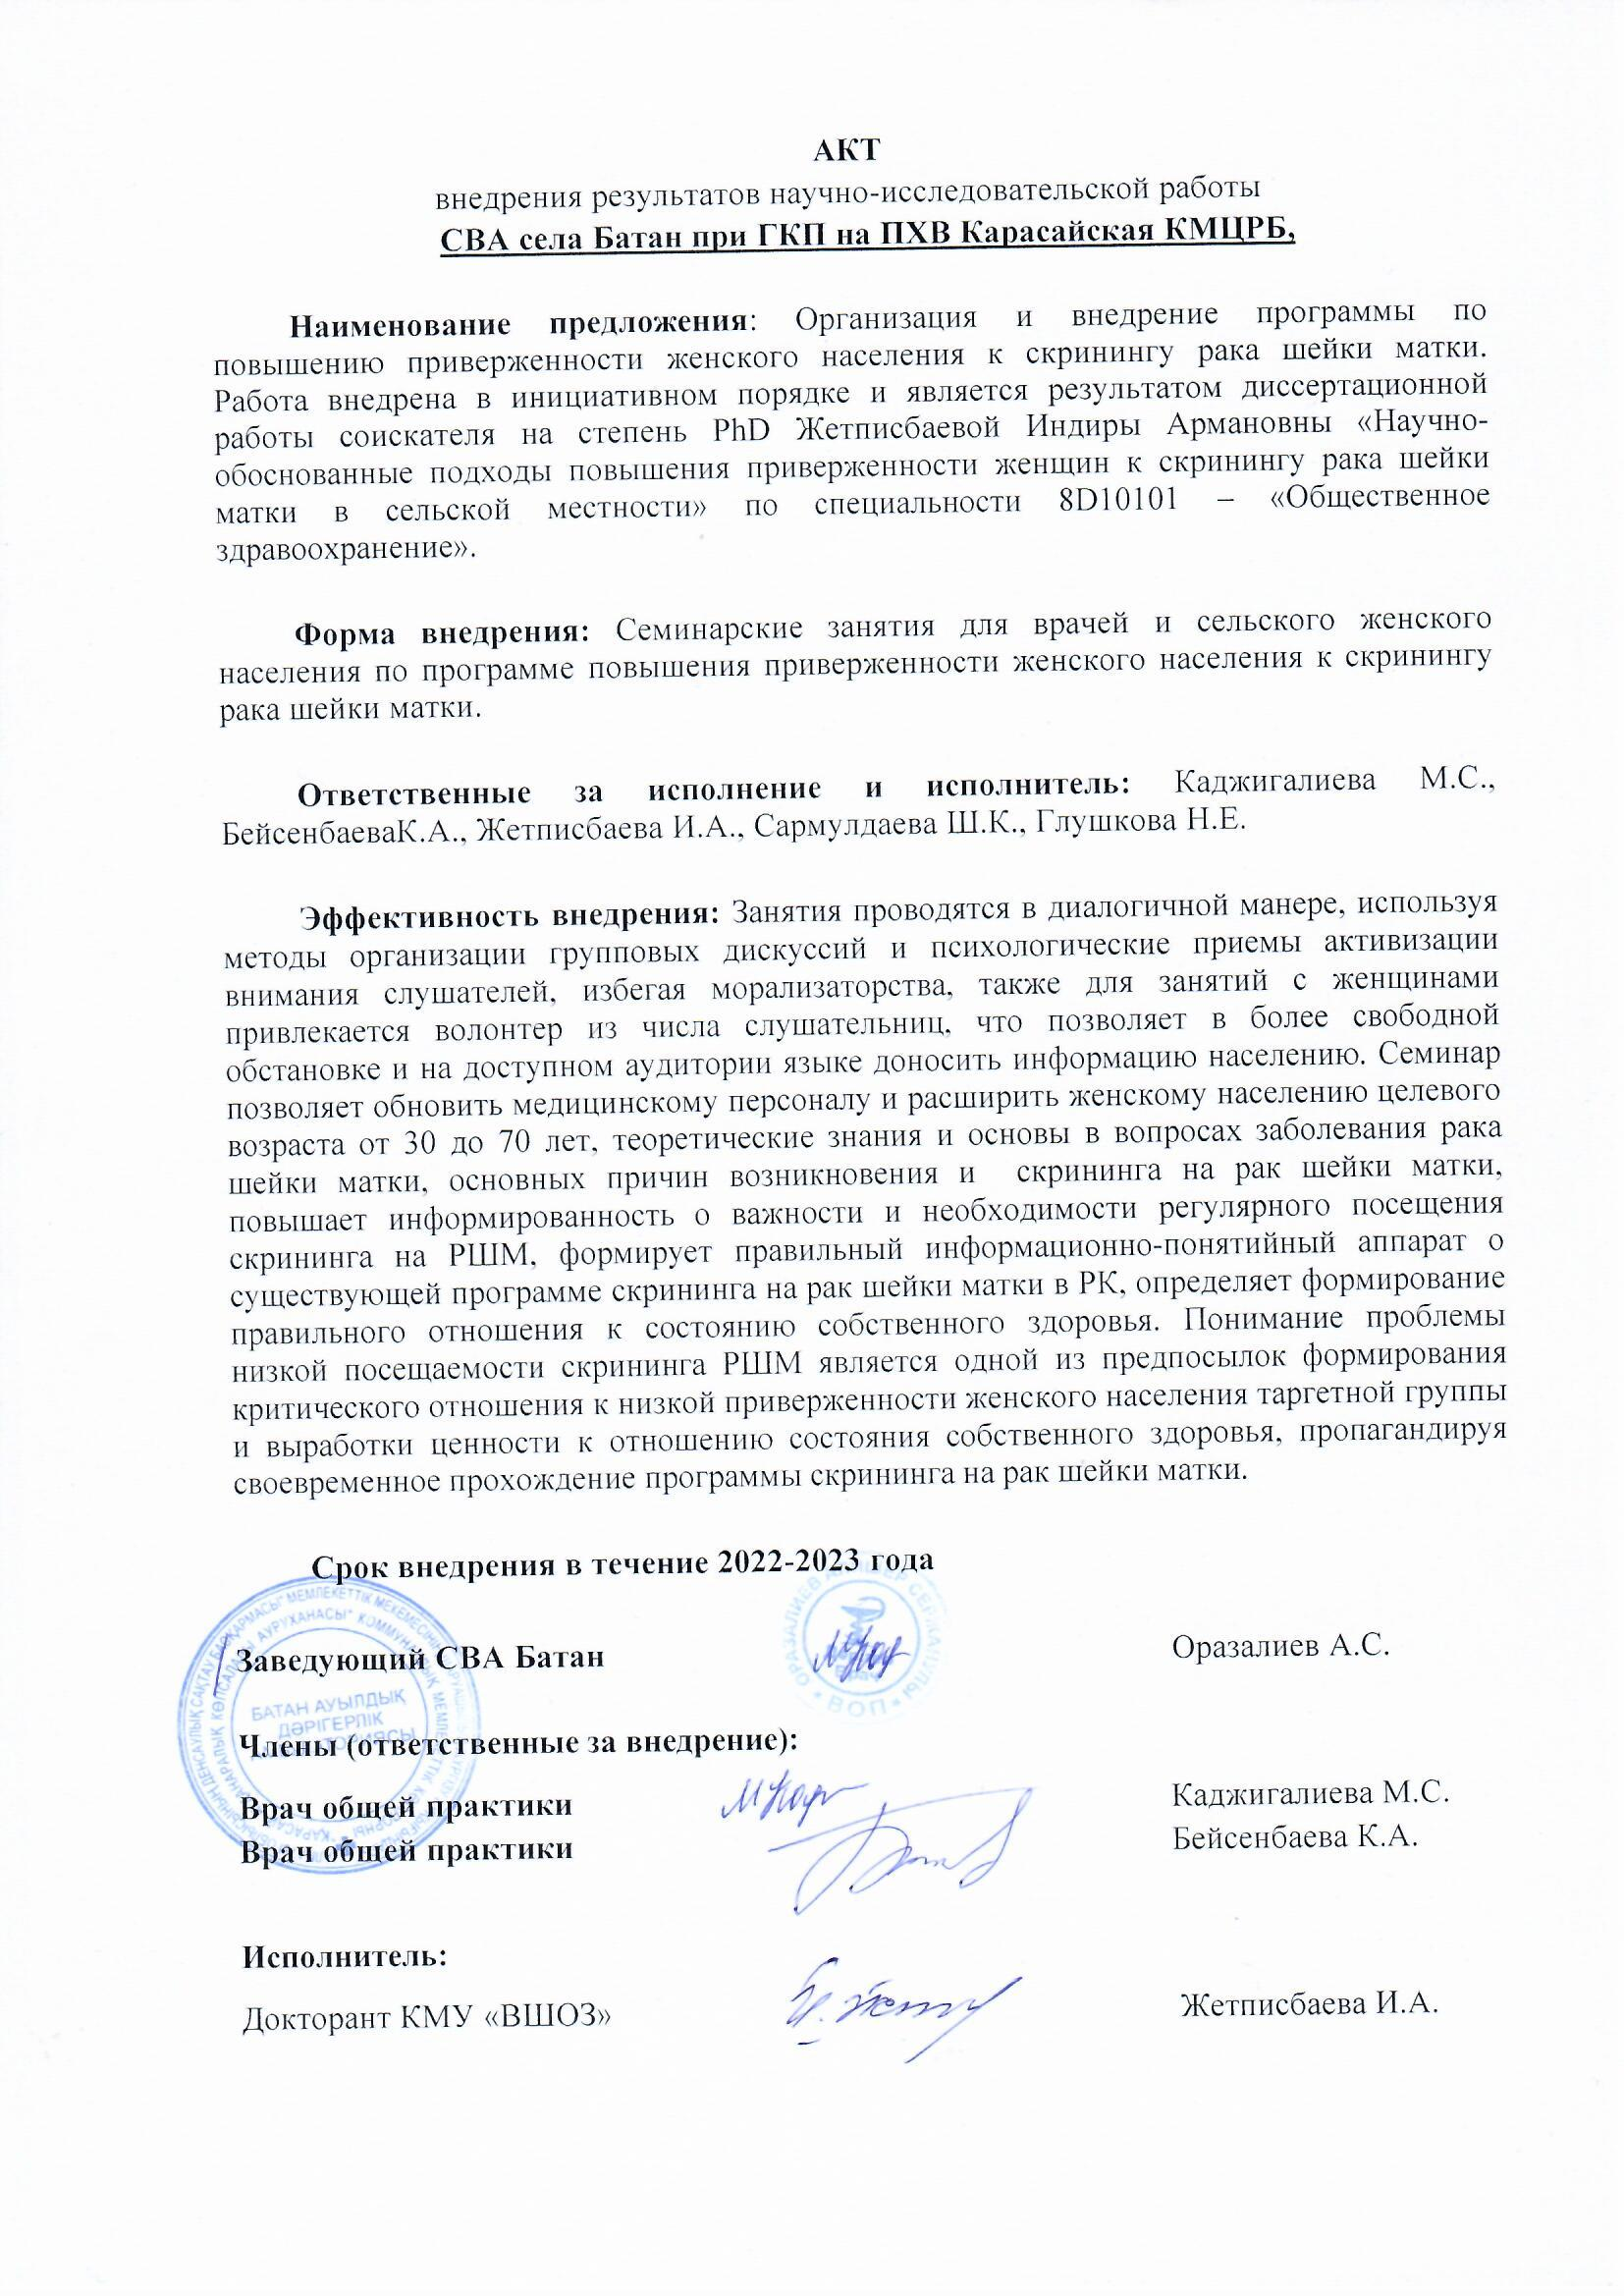 АКТ
внедрения результатов научно-исследовательской работы
СВА села Батан при ГКП на ПХВ Карасайская КМЦРБ,
Наименование предложения: Организация и внедрение программы по
повышению приверженности женского населения к скринингу рака шейки матки.
Работа внедрена в инициативном порядке и является результатом диссертационной
работы соискателя на степень PhD Жетписбаевой Индиры Армановны «Научно-
обоснованные подходы повышения приверженности женщин к скринингу рака шейки
матки в сельской местности» по специальности 8D10101 – «Общественное
здравоохранение».
Форма внедрения: Семинарские занятия для врачей и сельского женского
населения по программе повышения приверженности женского населения к скринингу
рака шейки матки.
Ответственные за исполнение и исполнитель: Каджигалиева М.С.,
БейсенбаеваК.А., Жетписбаева И.А., Сармулдаева Ш.К., Глушкова Н.Е.
Эффективность внедрения: Занятия проводятся в диалогичной манере, используя
методы организации групповых дискуссий и психологические приемы активизации
внимания слушателей, избегая морализаторства, также для занятий с женщинами
привлекается волонтер из числа слушательниц, что позволяет в более свободной
обстановке и на доступном аудитории языке доносить информацию населению. Семинар
позволяет обновить медицинскому персоналу и расширить женскому населению целевого
возраста от 30 до 70 лет, теоретические знания и основы в вопросах заболевания рака
шейки матки, основных причин возникновения и скрининга на рак шейки матки,
повышает информированность о важности и необходимости регулярного посещения
скрининга на РШМ, формирует правильный информационно-понятийный аппарат о
существующей программе скрининга на рак шейки матки в РК, определяет формирование
правильного отношения к состоянию собственного здоровья. Понимание проблемы
низкой посещаемости скрининга РШМ является одной из предпосылок формирования
критического отношения к низкой приверженности женского населения таргетной группы
и выработки ценности к отношению состояния собственного здоровья, пропагандируя
своевременное прохождение программы скрининга на рак шейки матки.
Срок внедрения в течение 2022-2023 года
Заведующий СВА Батан Оразалиев А.С.
БАТАН АУЫЛДЫҚ
ДӘРІГЕРЛІК
ВОП
Члены (ответственные за внедрение):
Врач общей практики Каджигалиева М.С.
Врач общей практики Бейсенбаева К.А.
Исполнитель:
Докторант КМУ «ВШОЗ» Жетписбаева И.А.